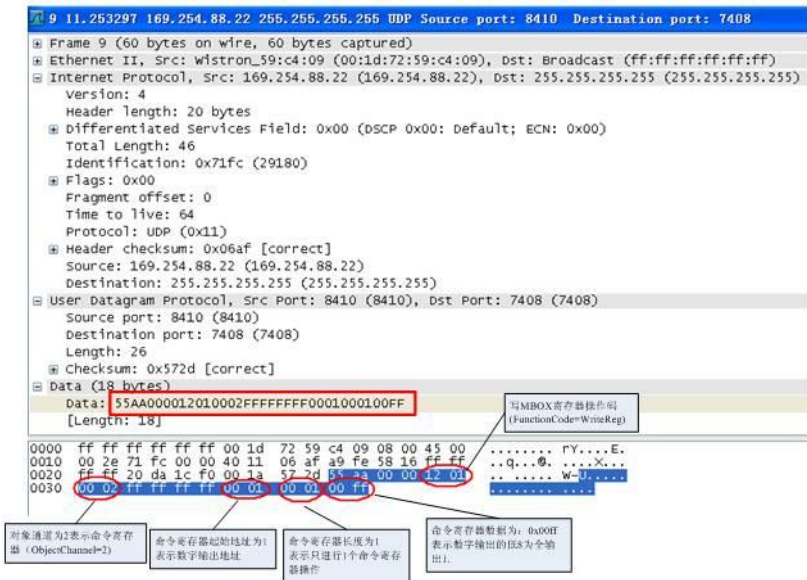 9 11.253297 169.254.88.22 255.255.255.255 UDP Source port: 8410 Destination port: 7408
Frame 9 (60 bytes on wire, 60 bytes captured)
Ethernet II, Src: Wistron_59:c4:09 (00:1d:72:59:c4:09), Dst: Broadcast (ff:ff:ff:ff:ff:ff)
Internet Protocol, Src: 169.254.88.22 (169.254.88.22), Dst: 255.255.255.255 (255.255.255.255)
Version: 4
Header length: 20 bytes
Differentiated Services Field: 0x00 (DSCP 0x00: Default; ECN: 0x00)
Total Length: 46
Identification: 0x71fc (29180)
Flags: 0x00
Fragment offset: 0
Time to live: 64
Protocol: UDP (0x11)
Header checksum: 0x06af [correct]
Source: 169.254.88.22 (169.254.88.22)
Destination: 255.255.255.255 (255.255.255.255)
User Datagram Protocol, Src Port: 8410 (8410), Dst Port: 7408 (7408)
Source port: 8410 (8410)
Destination port: 7408 (7408)
Length: 26
Checksum: 0x572d [correct]
Data (18 bytes)
Data: 55AA000012010002FFFFFFFF0001000100FF
[Length: 18]
写MBOX寄存器操作码
(FunctionCode=WriteReg)
0000 ff ff ff ff ff ff 00 1d 72 59 c4 09 08 00 45 00 ........ rY....E.
0010 00 2e 71 fc 00 00 40 11 06 af a9 fe 58 16 ff ff ..q...@. ....X...
0020 ff ff 20 da 1c f0 00 1a 57 2d 55 aa 00 00 12 01 .. ..... W-U.....
0030 00 02 ff ff ff ff 00 01 00 01 00 ff ........ ....
对象通道为2表示命令寄存
器（ObjectChannel=2)
命令寄存器起始地址为1
表示数字输出地址
命令寄存器长度为1
表示只进行1个命令寄存
器操作
命令寄存器数据为：0x00ff
表示数字输出的低8为全输
出1.